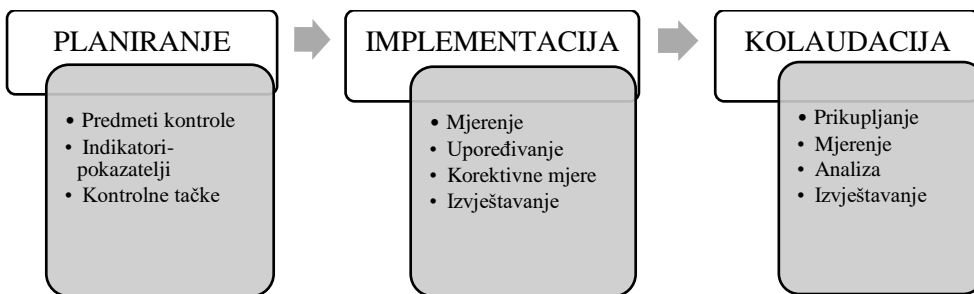 PLANIRANJE
• Predmeti kontrole
• Indikatori-
pokazatelji
• Kontrolne tačke
IMPLEMENTACIJA
• Mjerenje
• Upoređivanje
• Korektivne mjere
• Izvještavanje
KOLAUDACIJA
• Prikupljanje
• Mjerenje
• Analiza
• Izvještavanje